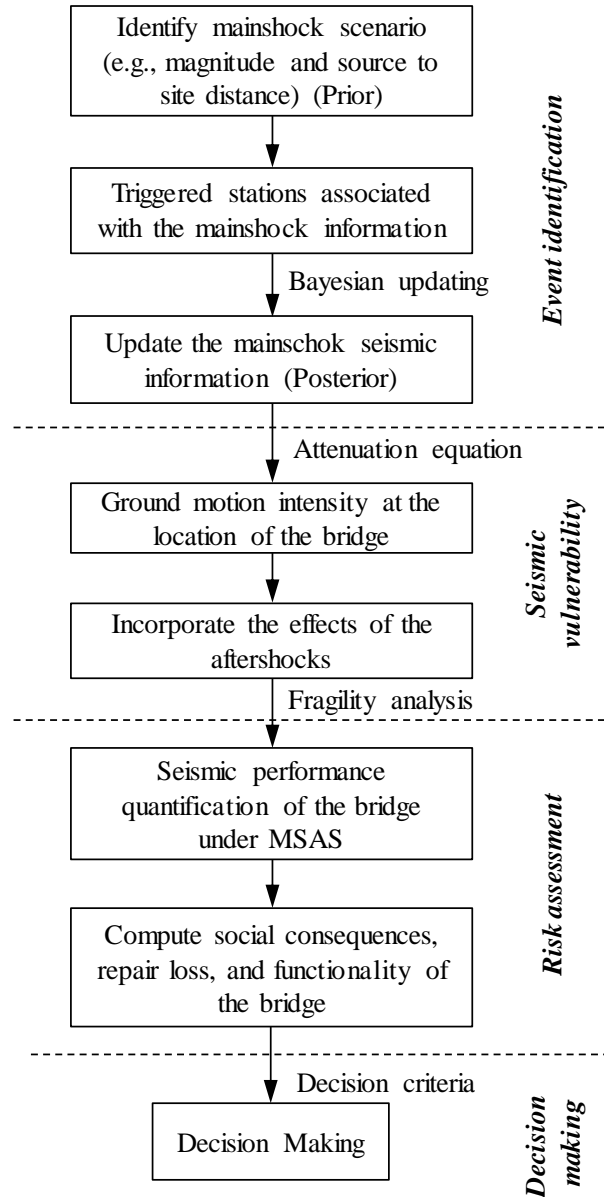 Identify mainshock scenario
(e.g., magnitude and source to
site distance) (Prior)
Triggered stations associated
with the mainshock information
Bayesian updating
Update the mainschok seismic
information (Posterior)
Event identification
Attenuation equation
Ground motion intensity at the
location of the bridge
Incorporate the effects of the
aftershocks
Fragility analysis
Seismic
vulnerability
Seismic performance
quantification of the bridge
under MSAS
Compute social consequences,
repair loss, and functionality of
the bridge
Risk assessment
Decision criteria
Decision Making
Decision
making